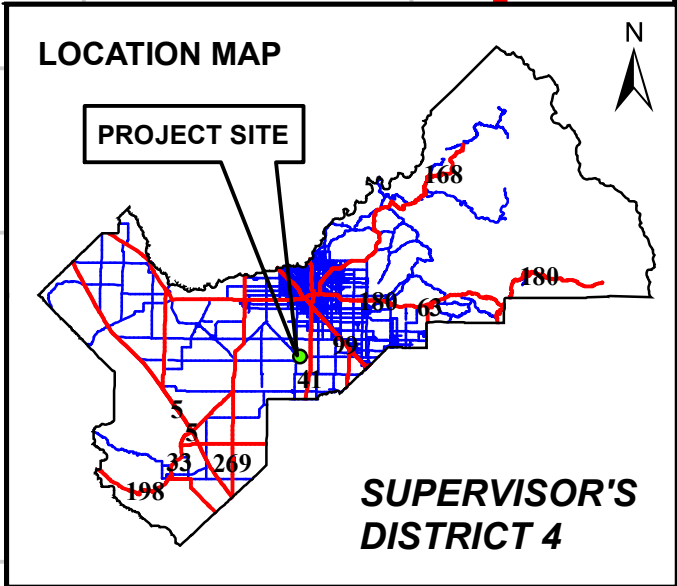 N
LOCATION MAP
PROJECT SITE
168
180
180
63
99
41
5
5
33
269
198
SUPERVISOR'S
DISTRICT 4